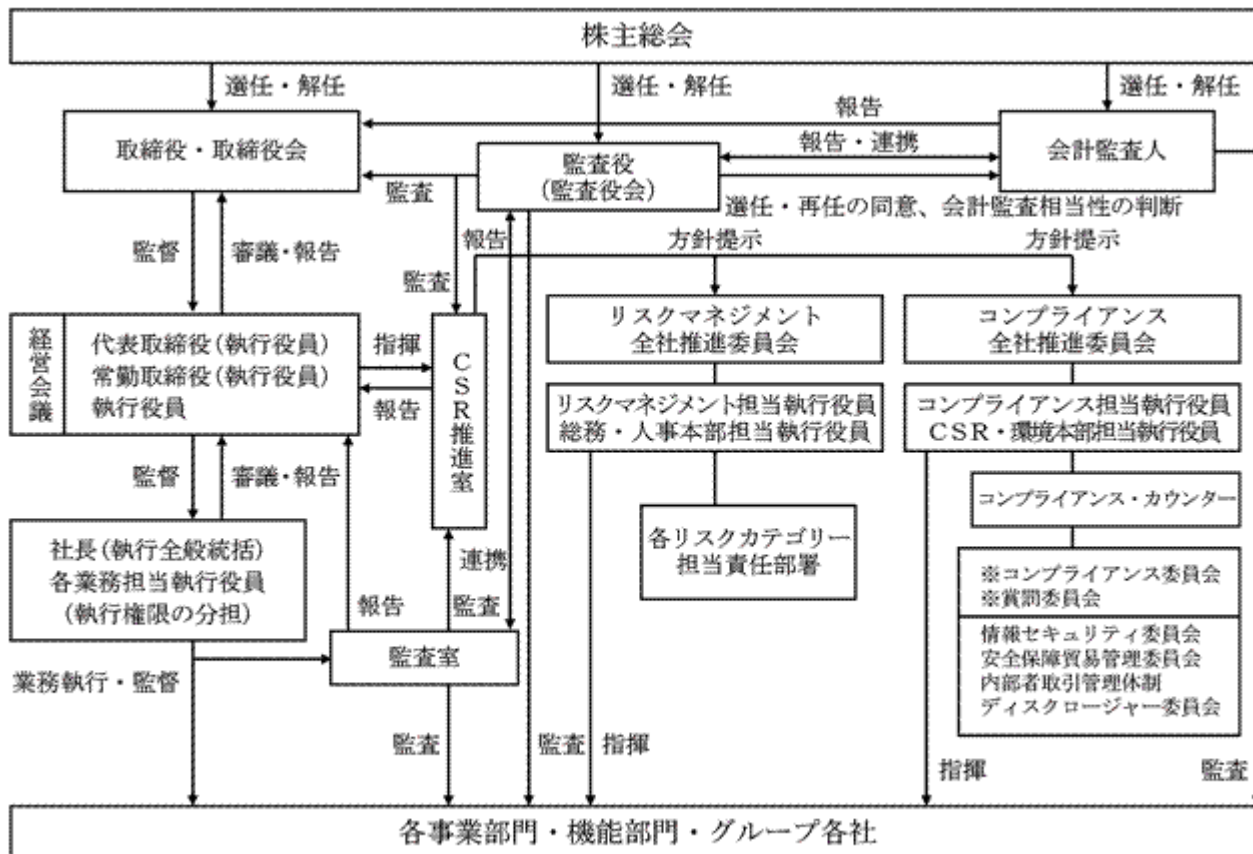 株主総会
選任・解任
選任・解任
選任・解任
報告
取締役・取締役会
監査役
(監査役会)
報告・連携
会計監査人
監査
選任・再任の同意、会計監査相当性の判断
監督
審議・報告
監査
報告
方針提示
方針提示
経営会議
代表取締役(執行役員)
常勤取締役(執行役員)
執行役員
指揮
報告
CSR推進室
リスクマネジメント
全社推進委員会
コンプライアンス
全社推進委員会
リスクマネジメント担当執行役員
総務・人事本部担当執行役員
コンプライアンス担当執行役員
CSR・環境本部担当執行役員
監督
審議・報告
コンプライアンス・カウンター
社長(執行全般統括)
各業務担当執行役員
(執行権限の分担)
連携
各リスクカテゴリー
担当責任部署
※コンプライアンス委員会
※賞罰委員会
報告
監査
情報セキュリティ委員会
安全保障貿易管理委員会
内部者取引管理体制
ディスクロージャー委員会
監査室
業務執行・監督
監査
監査
指揮
指揮
監査
各事業部門・機能部門・グループ各社